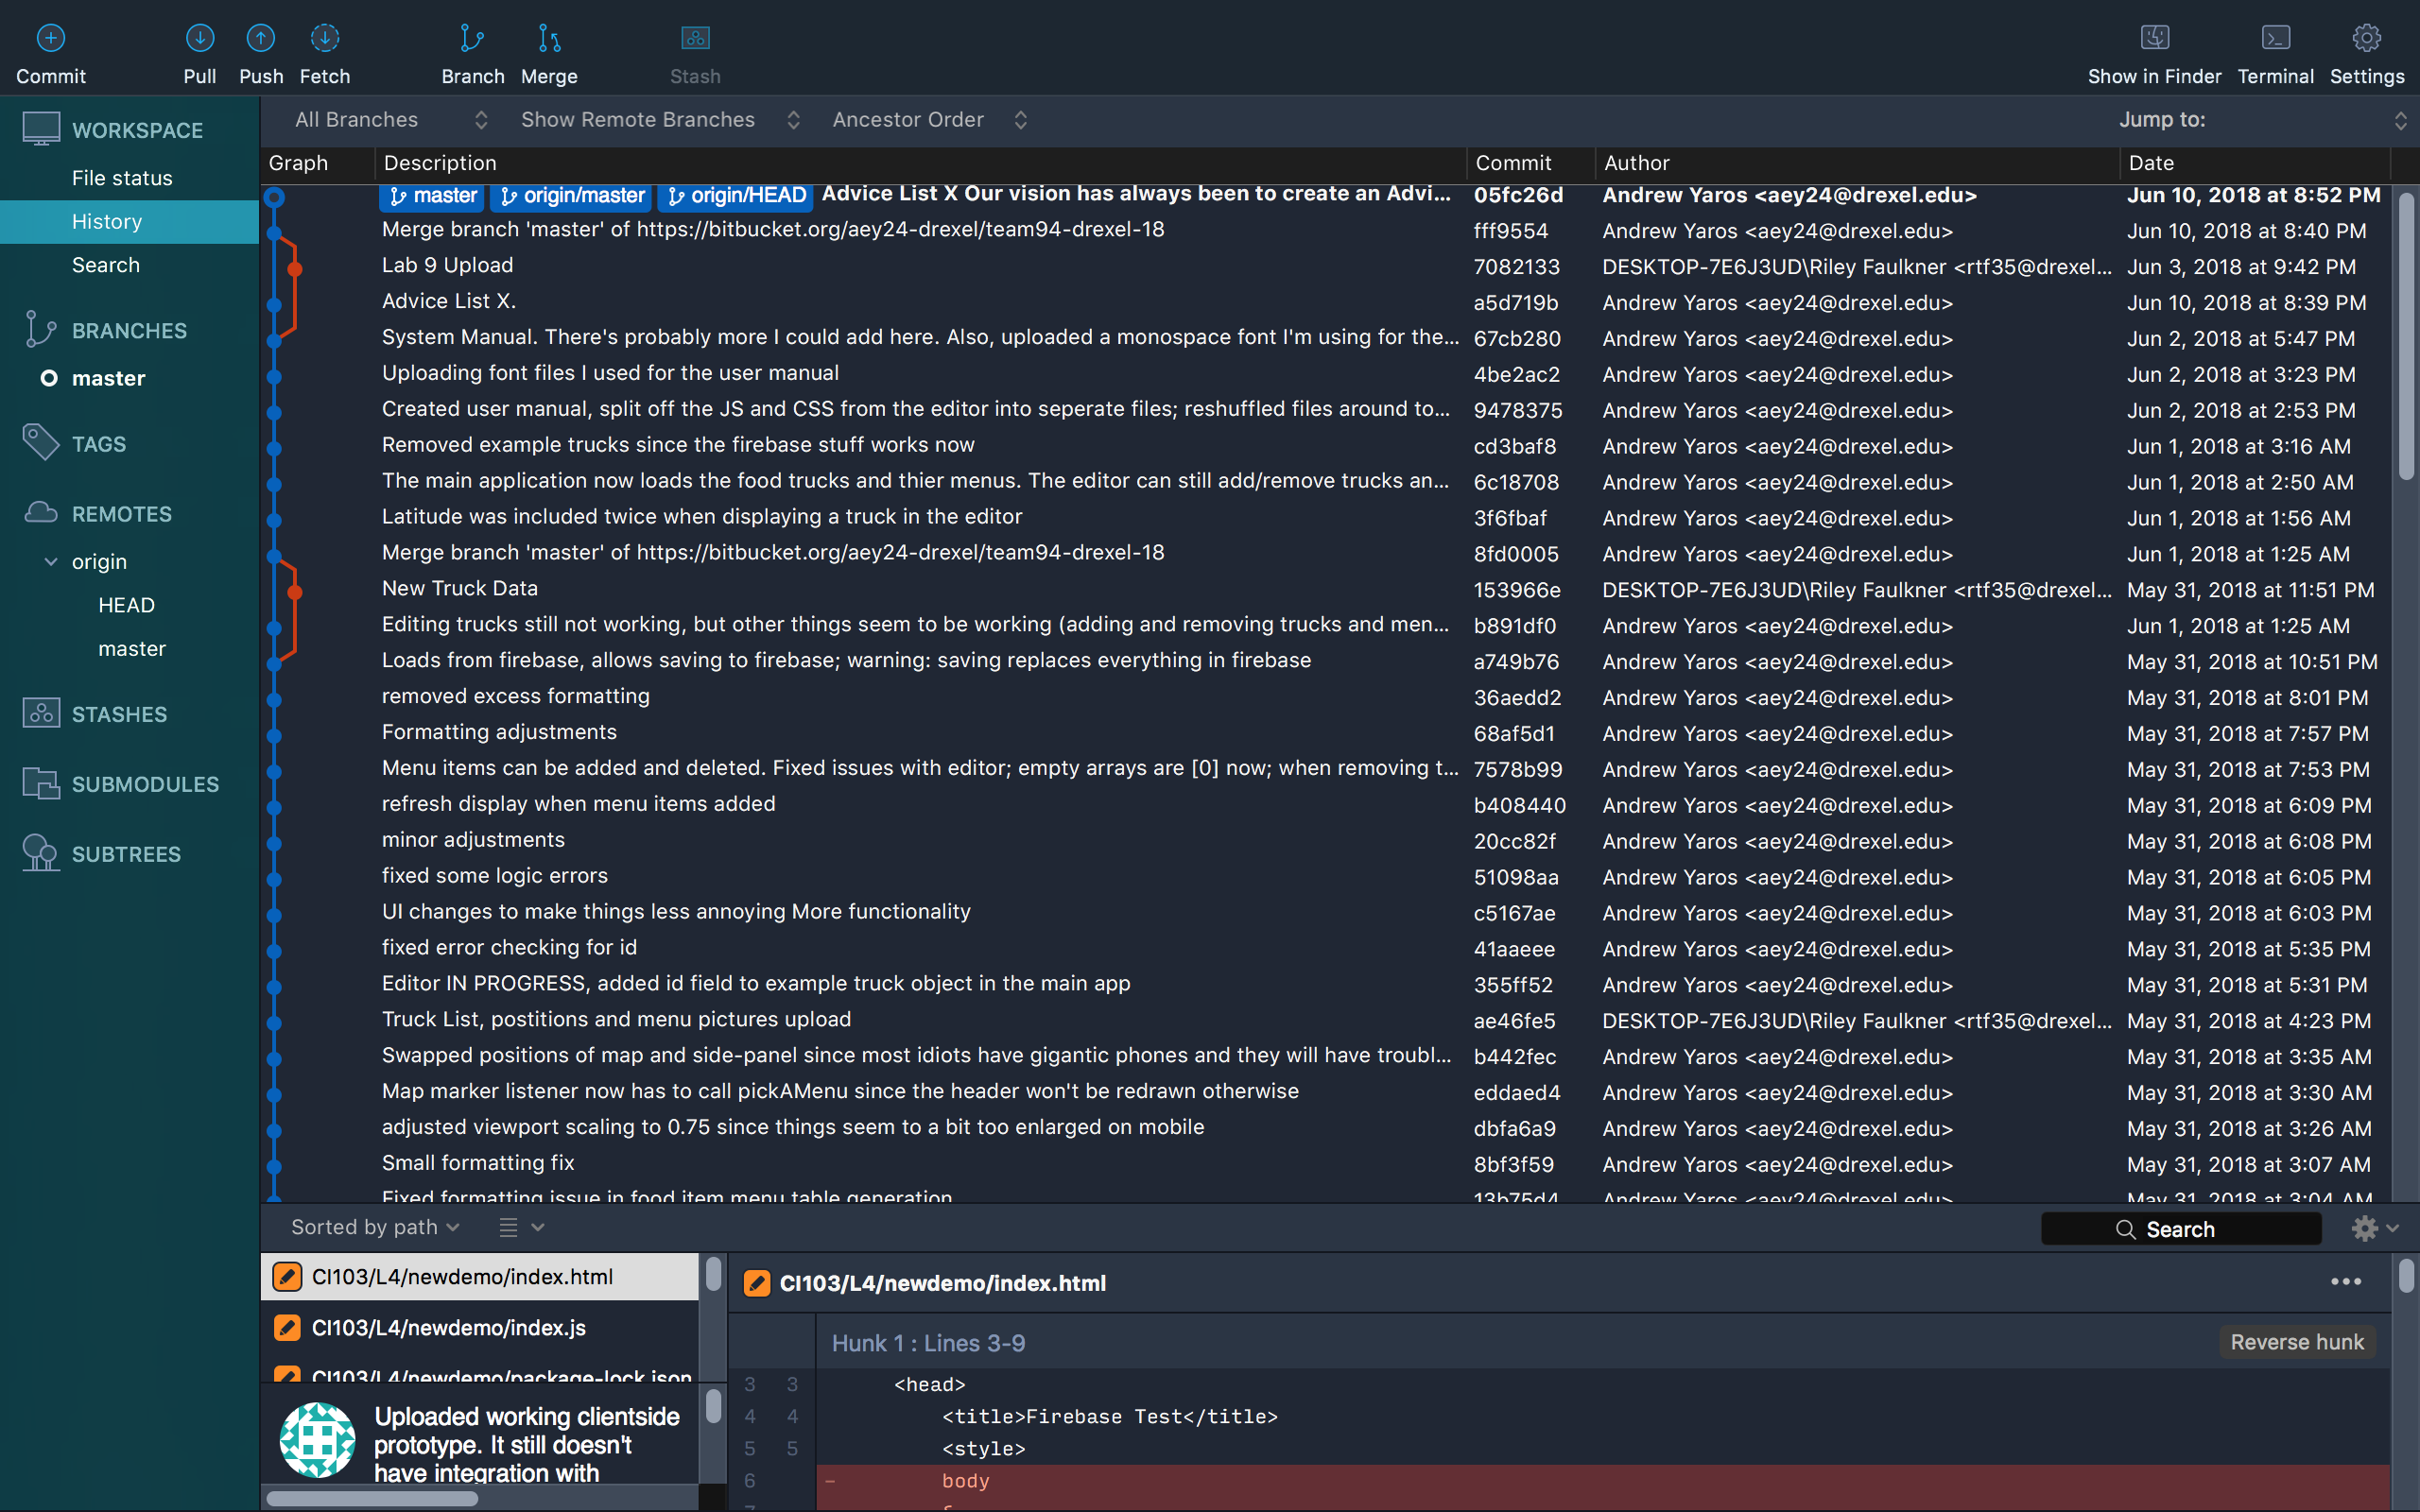 Commit Pull Push Fetch Branch Merge Stash Show in Finder Terminal Settings
WORKSPACE
File status
History
Search
BRANCHES
master
TAGS
REMOTES
origin
HEAD
master
STASHES
SUBMODULES
SUBTREES
All Branches Show Remote Branches Ancestor Order Jump to:
Graph Description Commit Author Date
master origin/master origin/HEAD Advice List X Our vision has always been to create an Advi... 05fc26d Andrew Yaros <aey24@drexel.edu> Jun 10, 2018 at 8:52 PM
Merge branch 'master' of https://bitbucket.org/aey24-drexel/team94-drexel-18 fff9554 Andrew Yaros <aey24@drexel.edu> Jun 10, 2018 at 8:40 PM
Lab 9 Upload 7082133 DESKTOP-7E6J3UD\Riley Faulkner <rtf35@drexel... Jun 3, 2018 at 9:42 PM
Advice List X. a5d719b Andrew Yaros <aey24@drexel.edu> Jun 10, 2018 at 8:39 PM
System Manual. There's probably more I could add here. Also, uploaded a monospace font I'm using for the... 67cb280 Andrew Yaros <aey24@drexel.edu> Jun 2, 2018 at 5:47 PM
Uploading font files I used for the user manual 4be2ac2 Andrew Yaros <aey24@drexel.edu> Jun 2, 2018 at 3:23 PM
Created user manual, split off the JS and CSS from the editor into seperate files; reshuffled files around to... 9478375 Andrew Yaros <aey24@drexel.edu> Jun 2, 2018 at 2:53 PM
Removed example trucks since the firebase stuff works now cd3baf8 Andrew Yaros <aey24@drexel.edu> Jun 1, 2018 at 3:16 AM
The main application now loads the food trucks and thier menus. The editor can still add/remove trucks an... 6c18708 Andrew Yaros <aey24@drexel.edu> Jun 1, 2018 at 2:50 AM
Latitude was included twice when displaying a truck in the editor 3f6fbaf Andrew Yaros <aey24@drexel.edu> Jun 1, 2018 at 1:56 AM
Merge branch 'master' of https://bitbucket.org/aey24-drexel/team94-drexel-18 8fd0005 Andrew Yaros <aey24@drexel.edu> Jun 1, 2018 at 1:25 AM
New Truck Data 153966e DESKTOP-7E6J3UD\Riley Faulkner <rtf35@drexel... May 31, 2018 at 11:51 PM
Editing trucks still not working, but other things seem to be working (adding and removing trucks and men... b891df0 Andrew Yaros <aey24@drexel.edu> Jun 1, 2018 at 1:25 AM
Loads from firebase, allows saving to firebase; warning: saving replaces everything in firebase a749b76 Andrew Yaros <aey24@drexel.edu> May 31, 2018 at 10:51 PM
removed excess formatting 36aedd2 Andrew Yaros <aey24@drexel.edu> May 31, 2018 at 8:01 PM
Formatting adjustments 68af5d1 Andrew Yaros <aey24@drexel.edu> May 31, 2018 at 7:57 PM
Menu items can be added and deleted. Fixed issues with editor; empty arrays are [0] now; when removing t... 7578b99 Andrew Yaros <aey24@drexel.edu> May 31, 2018 at 7:53 PM
refresh display when menu items added b408440 Andrew Yaros <aey24@drexel.edu> May 31, 2018 at 6:09 PM
minor adjustments 20cc82f Andrew Yaros <aey24@drexel.edu> May 31, 2018 at 6:08 PM
fixed some logic errors 51098aa Andrew Yaros <aey24@drexel.edu> May 31, 2018 at 6:05 PM
UI changes to make things less annoying More functionality c5167ae Andrew Yaros <aey24@drexel.edu> May 31, 2018 at 6:03 PM
fixed error checking for id 41aaeee Andrew Yaros <aey24@drexel.edu> May 31, 2018 at 5:35 PM
Editor IN PROGRESS, added id field to example truck object in the main app 355ff52 Andrew Yaros <aey24@drexel.edu> May 31, 2018 at 5:31 PM
Truck List, postitions and menu pictures upload ae46fe5 DESKTOP-7E6J3UD\Riley Faulkner <rtf35@drexel... May 31, 2018 at 4:23 PM
Swapped positions of map and side-panel since most idiots have gigantic phones and they will have troubl... b442fec Andrew Yaros <aey24@drexel.edu> May 31, 2018 at 3:35 AM
Map marker listener now has to call pickAMenu since the header won't be redrawn otherwise eddaed4 Andrew Yaros <aey24@drexel.edu> May 31, 2018 at 3:30 AM
adjusted viewport scaling to 0.75 since things seem to a bit too enlarged on mobile dbfa6a9 Andrew Yaros <aey24@drexel.edu> May 31, 2018 at 3:26 AM
Small formatting fix 8bf3f59 Andrew Yaros <aey24@drexel.edu> May 31, 2018 at 3:07 AM
Fixed formatting issue in food item menu table generation 13b75d4 Andrew Yaros <aey24@drexel.edu> May 31, 2018 at 3:04 AM
Sorted by path Search
CI103/L4/newdemo/index.html
CI103/L4/newdemo/index.js
CI103/L4/newdemo/package-lock.json
Uploaded working clientside
prototype. It still doesn't
have integration with
CI103/L4/newdemo/index.html
Hunk 1 : Lines 3-9 Reverse hunk
3 3 <head>
4 4 <title>Firebase Test</title>
5 5 <style>
6 - body
7 {